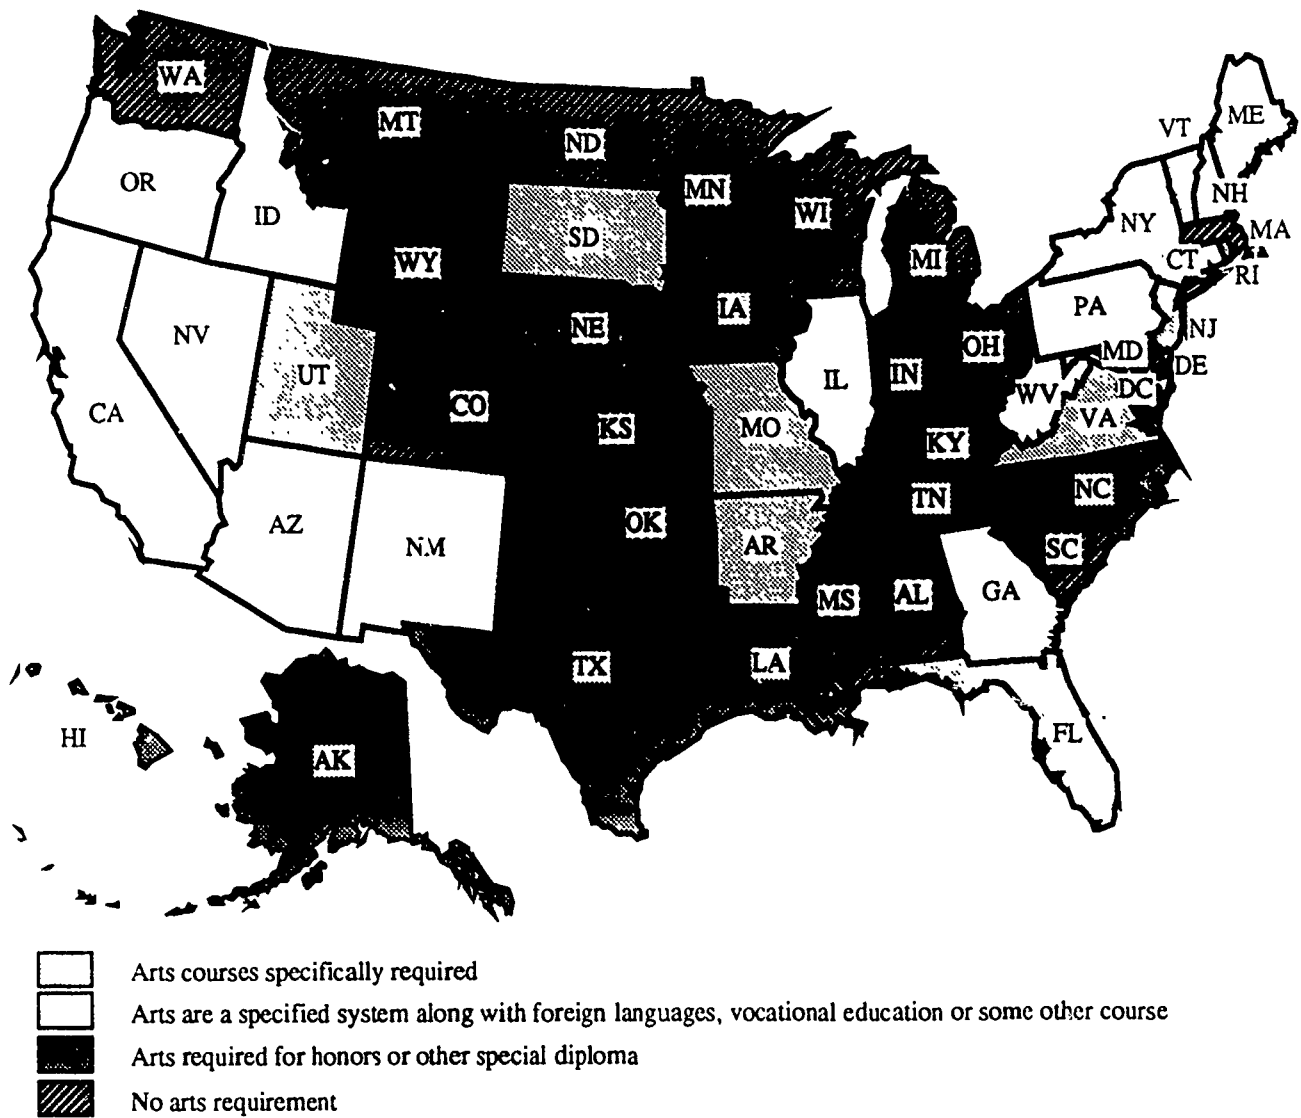 WA
MT
ND
VT
ME
OR
MN
NH
ID
WI
NY
MA
SD
WY
MI
CT
RI
IA
PA
NV
NE
NJ
OH
MD
DE
UT
IN
IL
WV
DC
CO
CA
KS
MO
VA
KY
NC
TN
OK
AZ
NM
AR
SC
GA
MS
AL
TX
LA
HI
FL
AK
Arts courses specifically required
Arts are a specified system along with foreign languages, vocational education or some other course
Arts required for honors or other special diploma
No arts requirement